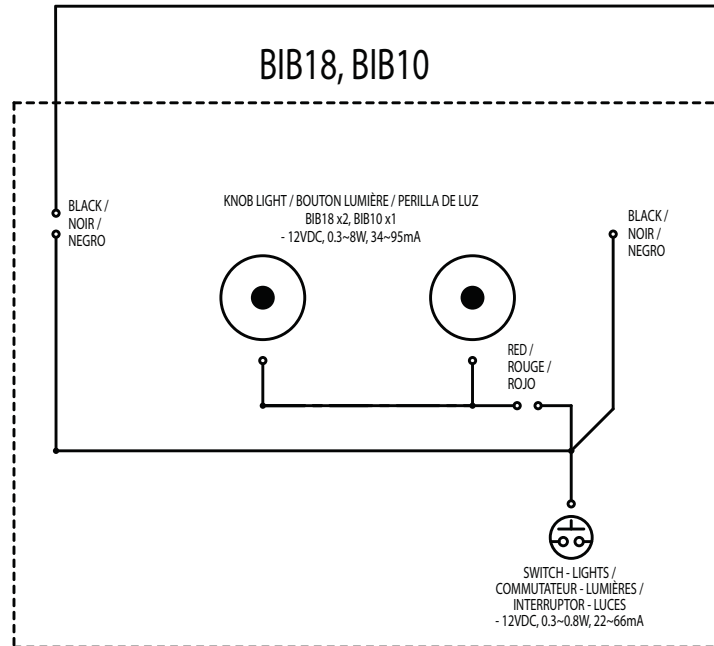 BIB18, BIB10
BLACK /
NOIR /
NEGRO
KNOB LIGHT / BOUTON LUMIÈRE / PERILLA DE LUZ
BIB18 x2, BIB10 x1
- 12VDC, 0.3~8W, 34~95mA
BLACK /
NOIR /
NEGRO
RED /
ROUGE /
ROJO
SWITCH - LIGHTS /
COMMUTATEUR - LUMIÈRES /
INTERRUPTOR - LUCES
- 12VDC, 0.3~0.8W, 22~66mA